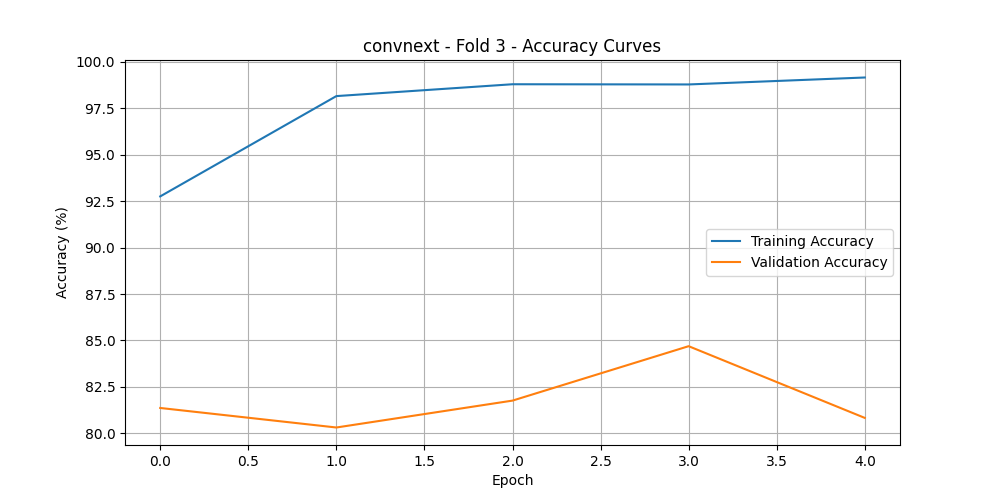 convnext - Fold 3 - Accuracy Curves
Accuracy (%)
100.0
97.5
95.0
92.5
90.0
87.5
85.0
82.5
80.0
Training Accuracy
Validation Accuracy
0.0 0.5 1.0 1.5 2.0 2.5 3.0 3.5 4.0
Epoch